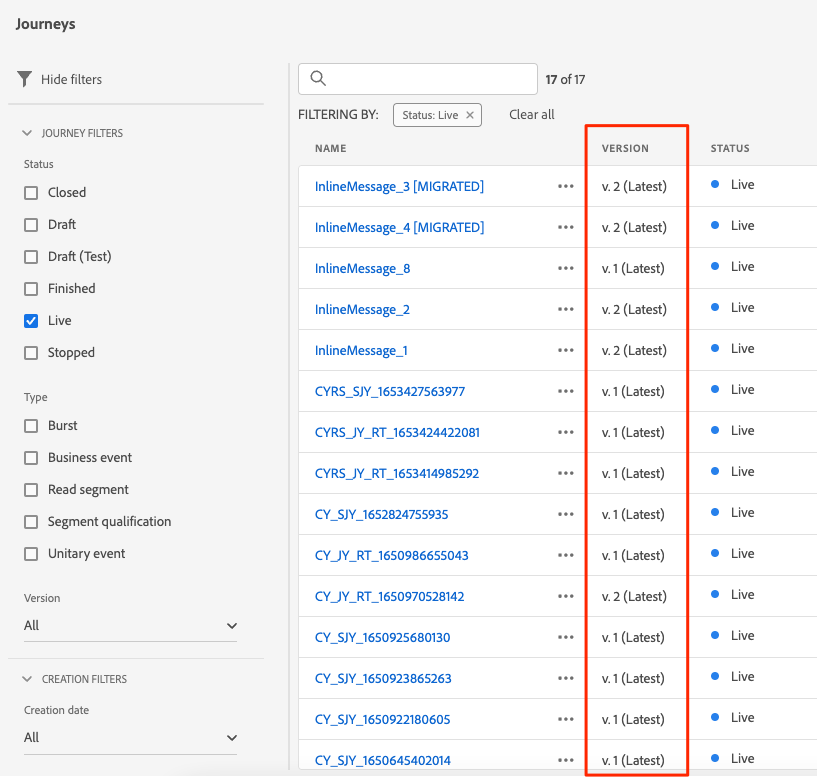 Journeys
Hide filters
JOURNEY FILTERS
Status
Closed
Draft
Draft (Test)
Finished
Live
Stopped
Type
Burst
Business event
Read segment
Segment qualification
Unitary event
Version
All
CREATION FILTERS
Creation date
All
17 of 17
FILTERING BY: Status: Live × Clear all
NAME VERSION STATUS
InlineMessage_3 [MIGRATED] ••• v. 2 (Latest) Live
InlineMessage_4 [MIGRATED] ••• v. 2 (Latest) Live
InlineMessage_8 ••• v. 1 (Latest) Live
InlineMessage_2 ••• v. 2 (Latest) Live
InlineMessage_1 ••• v. 2 (Latest) Live
CYRS_SJY_1653427563977 ••• v. 1 (Latest) Live
CYRS_JY_RT_1653424422081 ••• v. 1 (Latest) Live
CYRS_JY_RT_1653414985292 ••• v. 1 (Latest) Live
CY_SJY_1652824755935 ••• v. 1 (Latest) Live
CY_JY_RT_1650986655043 ••• v. 1 (Latest) Live
CY_JY_RT_1650970528142 ••• v. 2 (Latest) Live
CY_SJY_1650925680130 ••• v. 1 (Latest) Live
CY_SJY_1650923865263 ••• v. 1 (Latest) Live
CY_SJY_1650922180605 ••• v. 1 (Latest) Live
CY_SJY_1650645402014 ••• v. 1 (Latest) Live